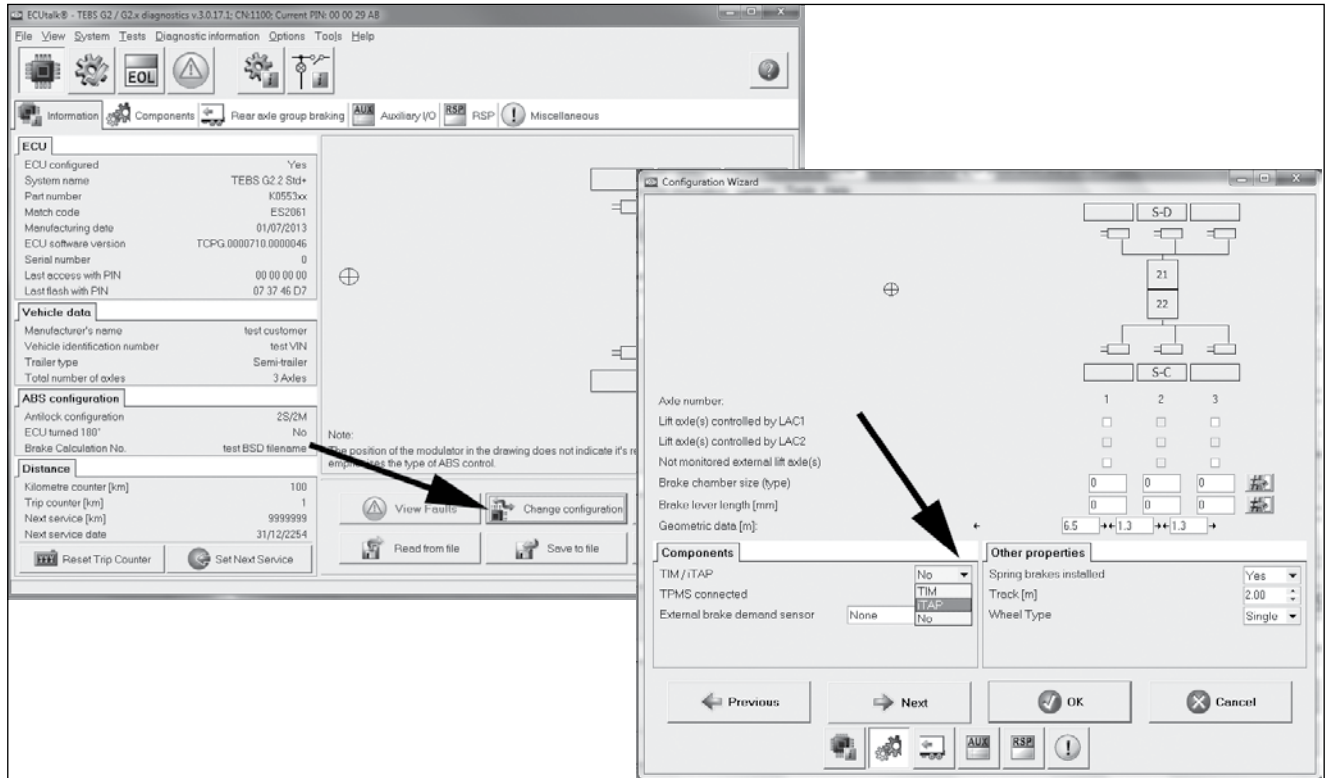 ECUtalk® - TEBS G2 / G2.x diagnostics v.3.0.17.1; CN:1100; Current PIN: 00 00 29 AB
File View System Tests Diagnostic information Options Tools Help
EOL
Information Components Rear axle group braking AUX Auxiliary I/O RSP RSP Miscellaneous
ECU
ECU configured Yes
System name TEBS G2.2 Std+
Part number K0553xx
Match code ES2061
Manufacturing date 01/07/2013
ECU software version TCPG.0000710.0000046
Serial number 0
Last access with PIN 00 00 00 00
Last flash with PIN 07 37 46 D7
Vehicle data
Manufacturer's name test customer
Vehicle identification number test VIN
Trailer type Semi-trailer
Total number of axles 3 Axles
ABS configuration
Antilock configuration 2S/2M
ECU turned 180° No
Brake Calculation No. test BSD filename
Distance
Kilometre counter [km] 100
Trip counter [km] 1
Next service [km] 9999999
Next service date 31/12/2254
Reset Trip Counter Set Next Service
Note:
The position of the modulator in the drawing does not indicate it's
emphasises the type of ABS control.
View Faults Change configuration
Read from file Save to file
Configuration Wizard
S-D
21
22
S-C
Axle number: 1 2 3
Lift axle(s) controlled by LAC1
Lift axle(s) controlled by LAC2
Not monitored external lift axle(s)
Brake chamber size (type) 0 0 0
Brake lever length [mm] 0 0 0
Geometric data [m]: 6.5 1.3 1.3
Components
TIM / iTAP No
TIM
iTAP
No
TPMS connected
External brake demand sensor None
Other properties
Spring brakes installed Yes
Track [m] 2.00
Wheel Type Single
Previous Next OK Cancel
AUX RSP